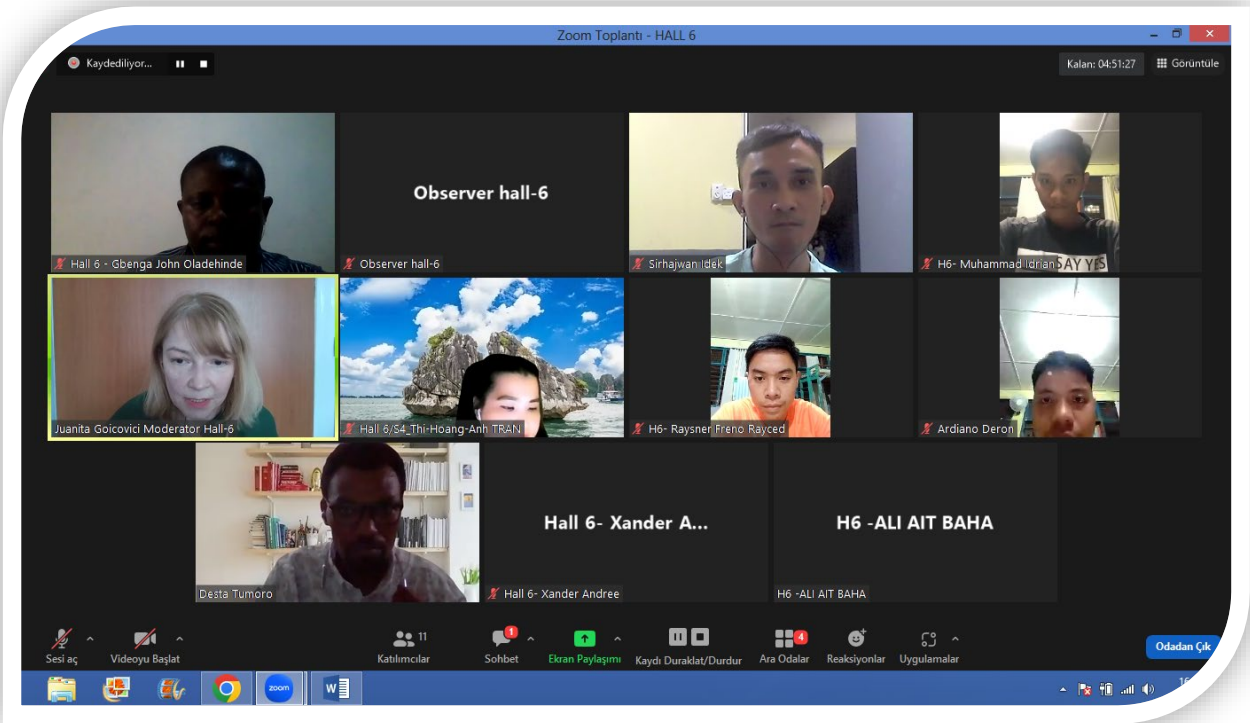 Zoom Toplantı - HALL 6
Kaydediliyor...
Kalan: 04:51:27
Görüntüle
Observer hall-6
SAY YES
Hall 6 - Gbenga John Oladehinde
Observer hall-6
Sirhajwan Idek
H6- Muhammad Idrian
Juanita Goicovici Moderator Hall-6
Hall 6/S4_Thi-Hoang-Anh TRAN
H6- Raysner Freno Rayced
Ardiano Deron
Hall 6- Xander A...
H6 -ALI AIT BAHA
Desta Tumoro
Hall 6- Xander Andree
H6 -ALI AIT BAHA
Sesi aç
Videoyu Başlat
11
Katılımcılar
1
Sohbet
Ekran Paylaşımı
Kaydı Duraklat/Durdur
4
Ara Odalar
Reaksiyonlar
Uygulamalar
Odadan Çık
zoom
W